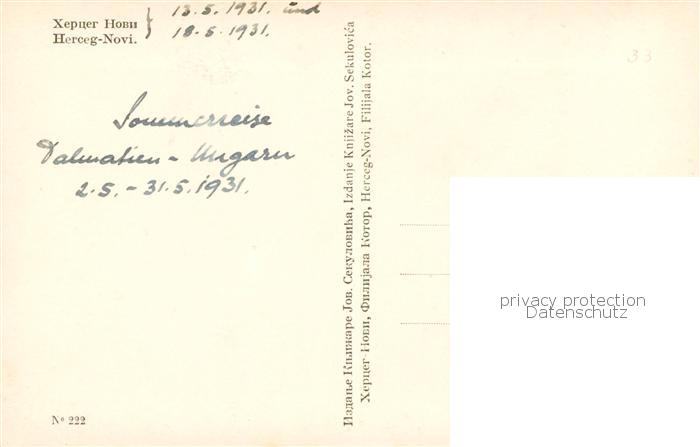 13.5.1931. und
Херцег Нови
Herceg-Novi.
18.5.1931.
33
Sommerreise
Dalmatien - Ungarn
2.5. - 31.5.1931.
Издање Књижаре Јов. Секуловића, Izdanje Knjižare Jov. Sekulovića
Херцег-Нови, Филијала Котор, Herceg-Novi, Filijala Kotor.
privacy protection
Datenschutz
Nº 222